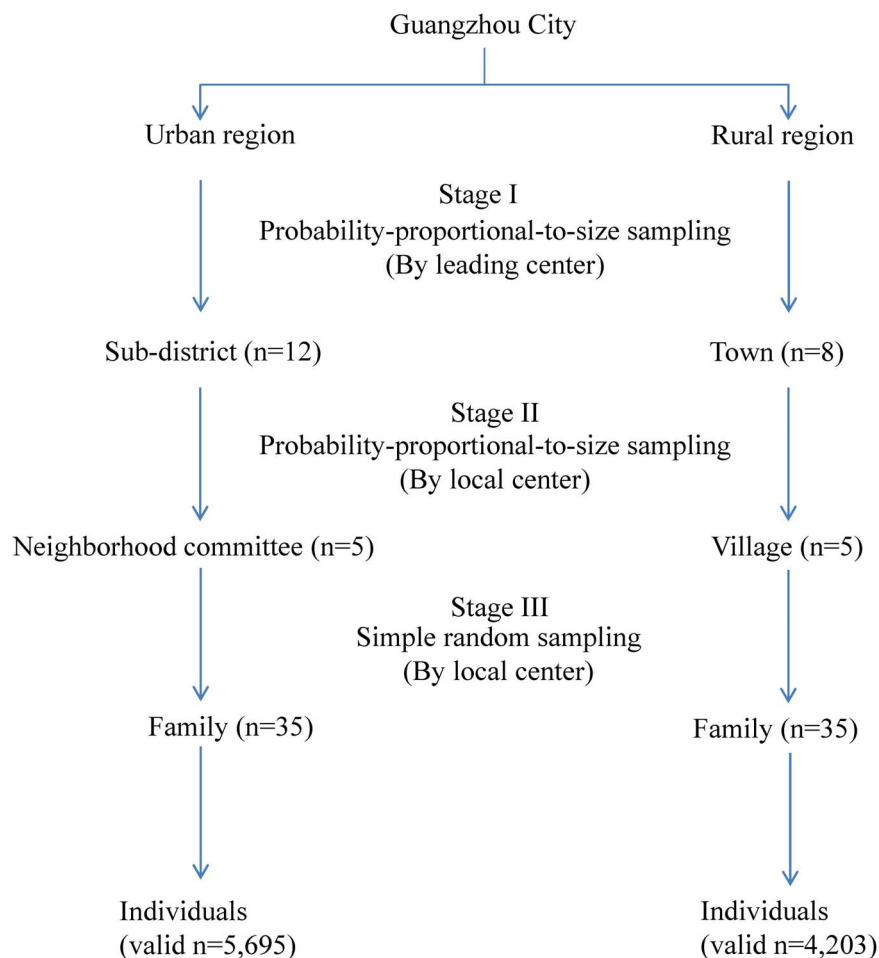 Guangzhou City
Urban region
Rural region
Stage I
Probability-proportional-to-size sampling
(By leading center)
Sub-district (n=12)
Town (n=8)
Stage II
Probability-proportional-to-size sampling
(By local center)
Neighborhood committee (n=5)
Village (n=5)
Stage III
Simple random sampling
(By local center)
Family (n=35)
Family (n=35)
Individuals
(valid n=5,695)
Individuals
(valid n=4,203)